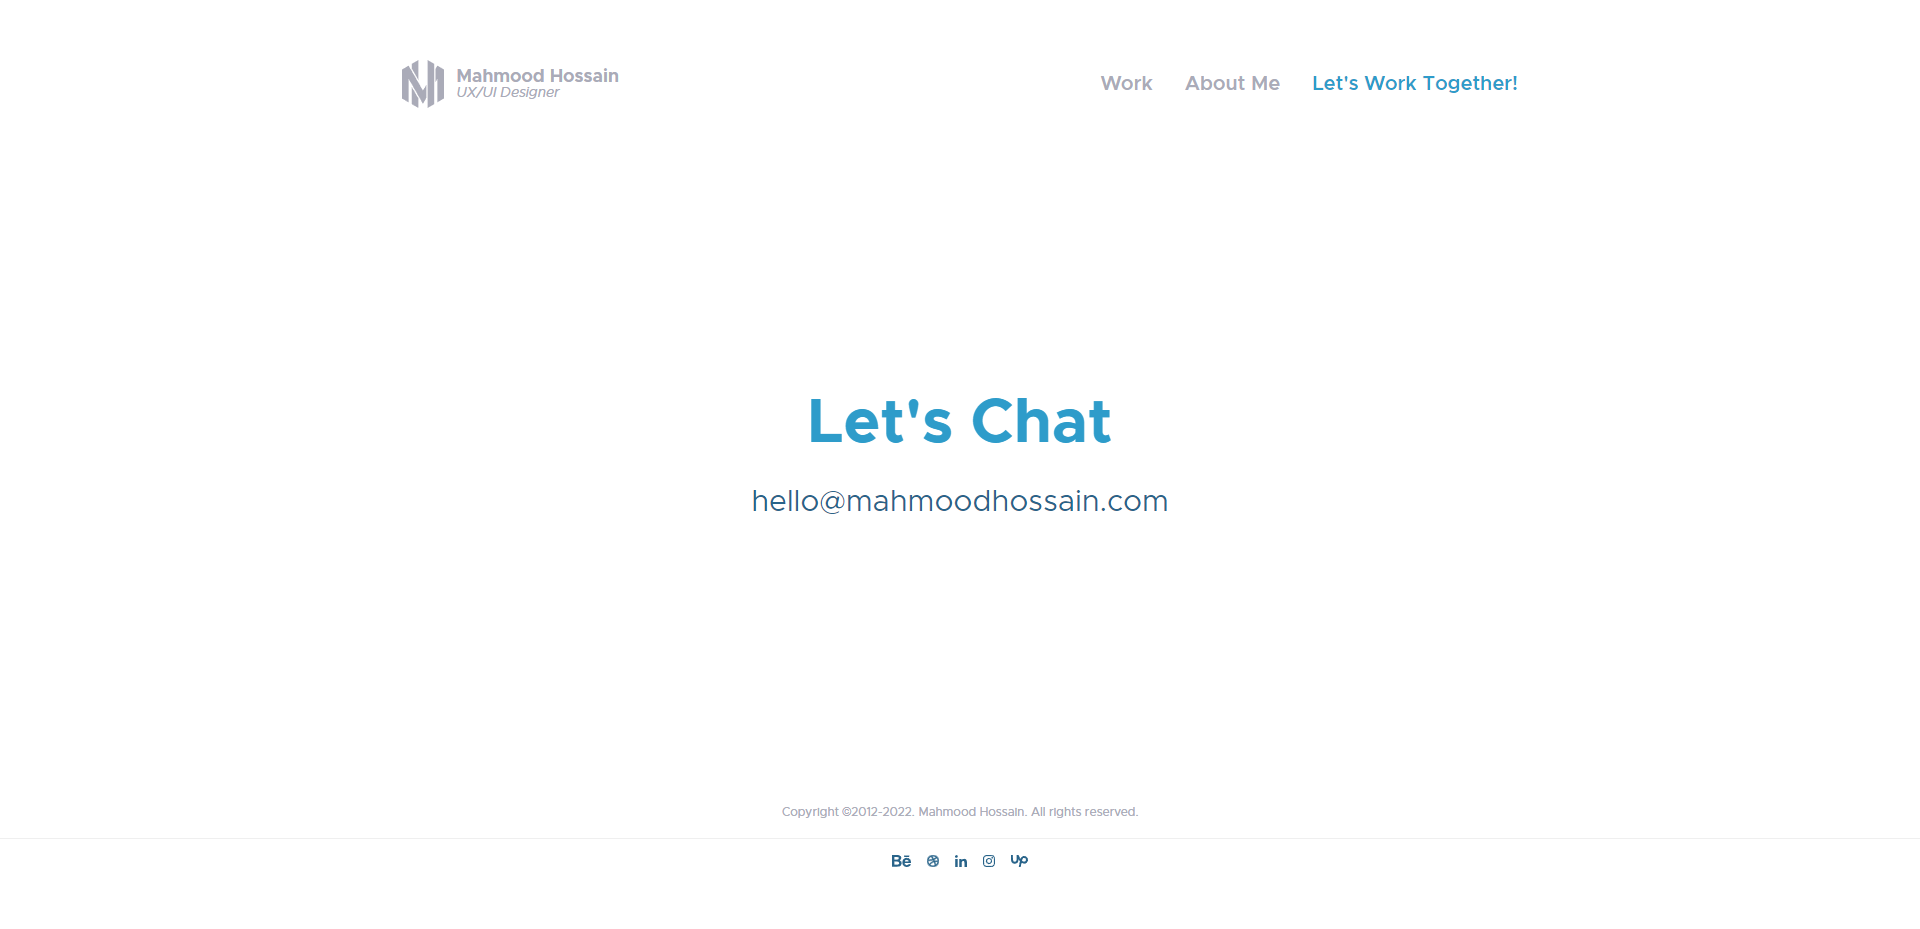 Mahmood Hossain
UX/UI Designer
Work About Me Let's Work Together!
Let's Chat
hello@mahmoodhossain.com
Copyright ©2012-2022. Mahmood Hossain. All rights reserved.
Bē in Up